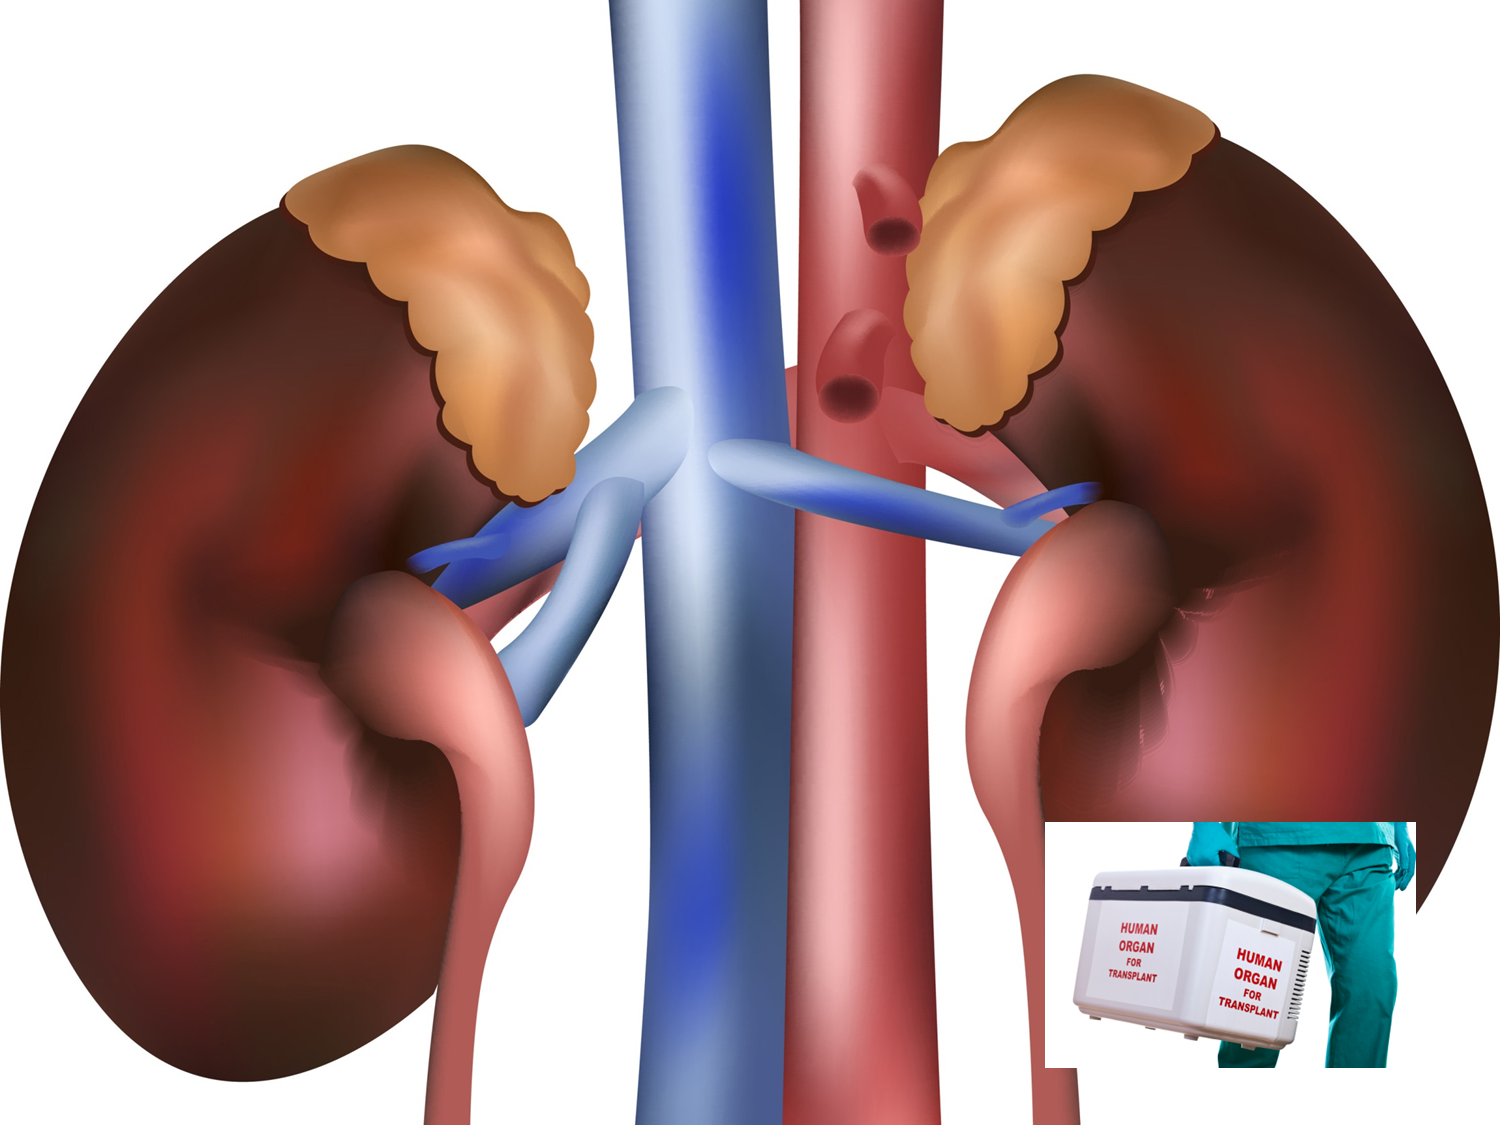 HUMAN
ORGAN
FOR
TRANSPLANT
HUMAN
ORGAN
FOR
TRANSPLANT